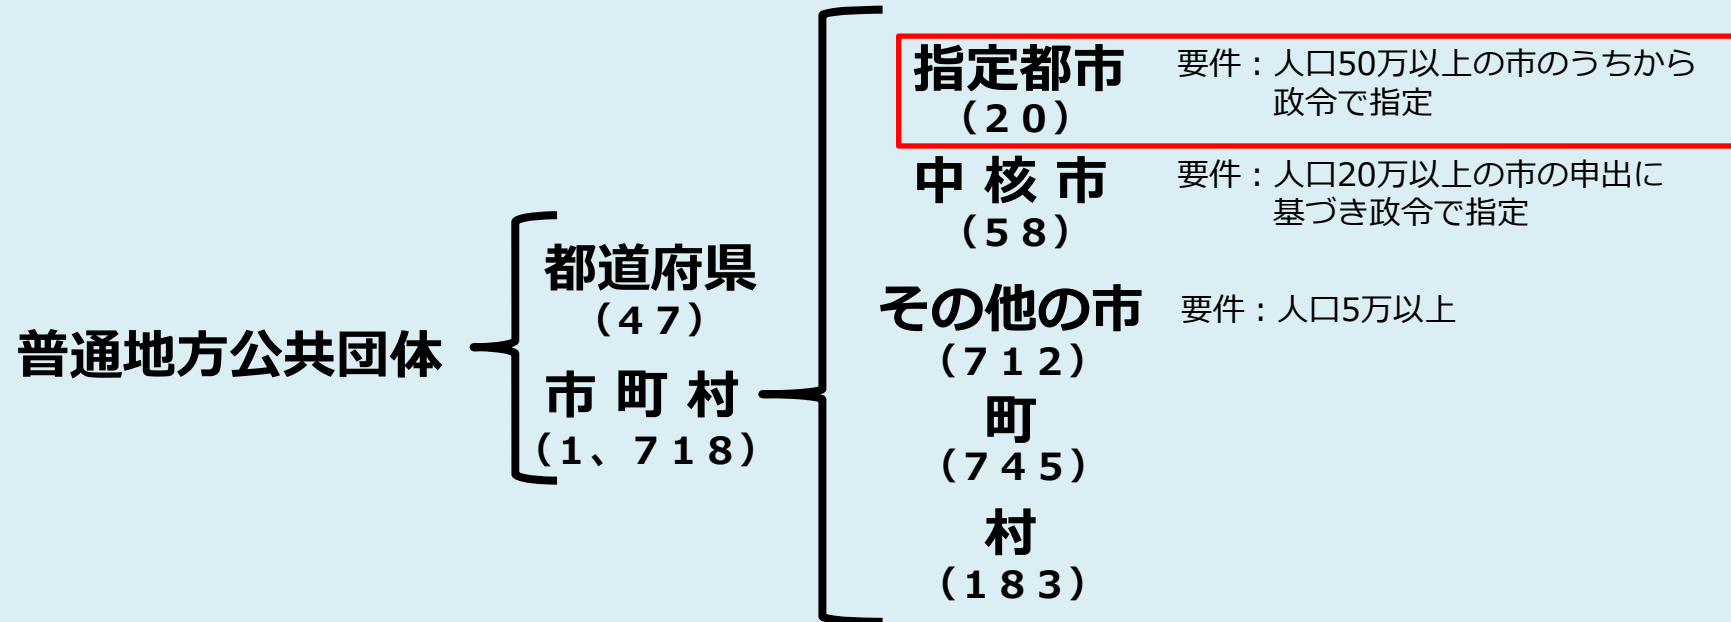 普通地方公共団体
都道府県
（４７）
市 町 村
（１、７１８）
指定都市
（２０）
要件：人口50万以上の市のうちから
政令で指定
中 核 市
（５８）
要件：人口20万以上の市の申出に
基づき政令で指定
その他の市
（７１２）
要件：人口5万以上
町
（７４５）
村
（１８３）